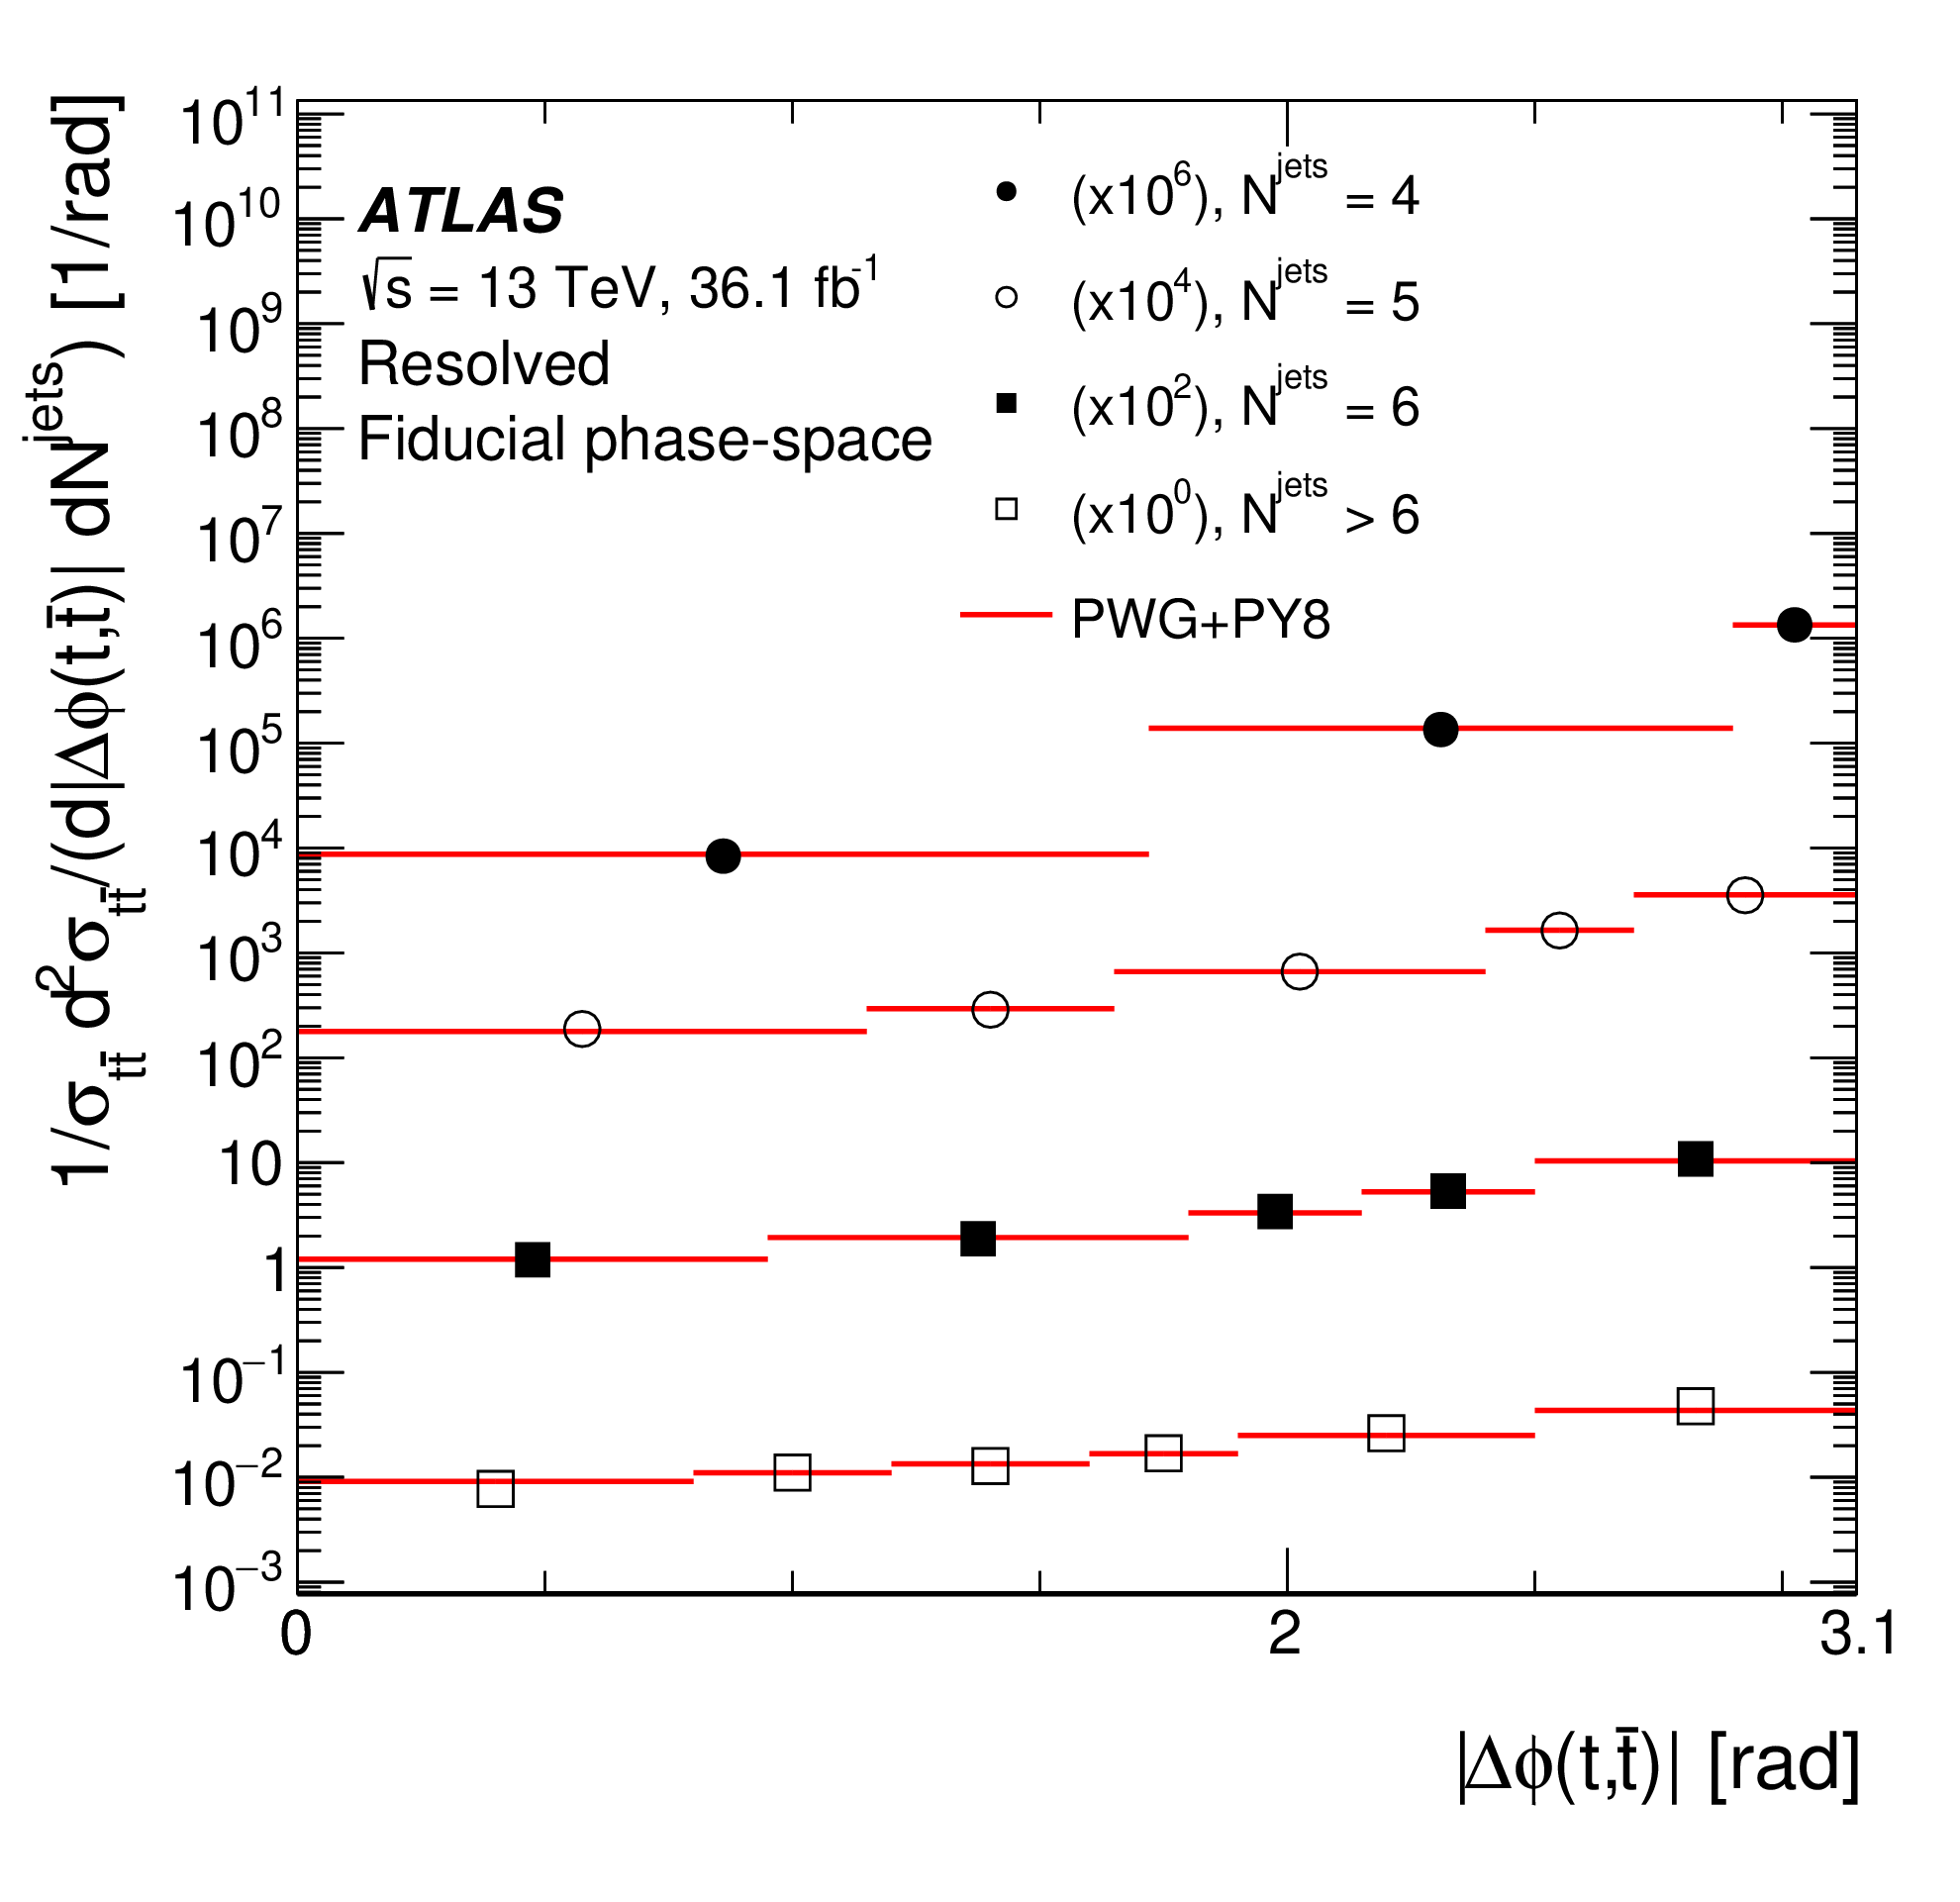 1/σ_tt̄ d²σ_tt̄/(d|Δϕ(t,t̄)| dN^jets) [1/rad]
10¹¹
10¹⁰
10⁹
10⁸
10⁷
10⁶
10⁵
10⁴
10³
10²
10
1
10⁻¹
10⁻²
10⁻³
ATLAS
√s = 13 TeV, 36.1 fb⁻¹
Resolved
Fiducial phase-space
(x10⁶), N^jets = 4
(x10⁴), N^jets = 5
(x10²), N^jets = 6
(x10⁰), N^jets > 6
PWG+PY8
0 2 3.1
|Δϕ(t,t̄)| [rad]